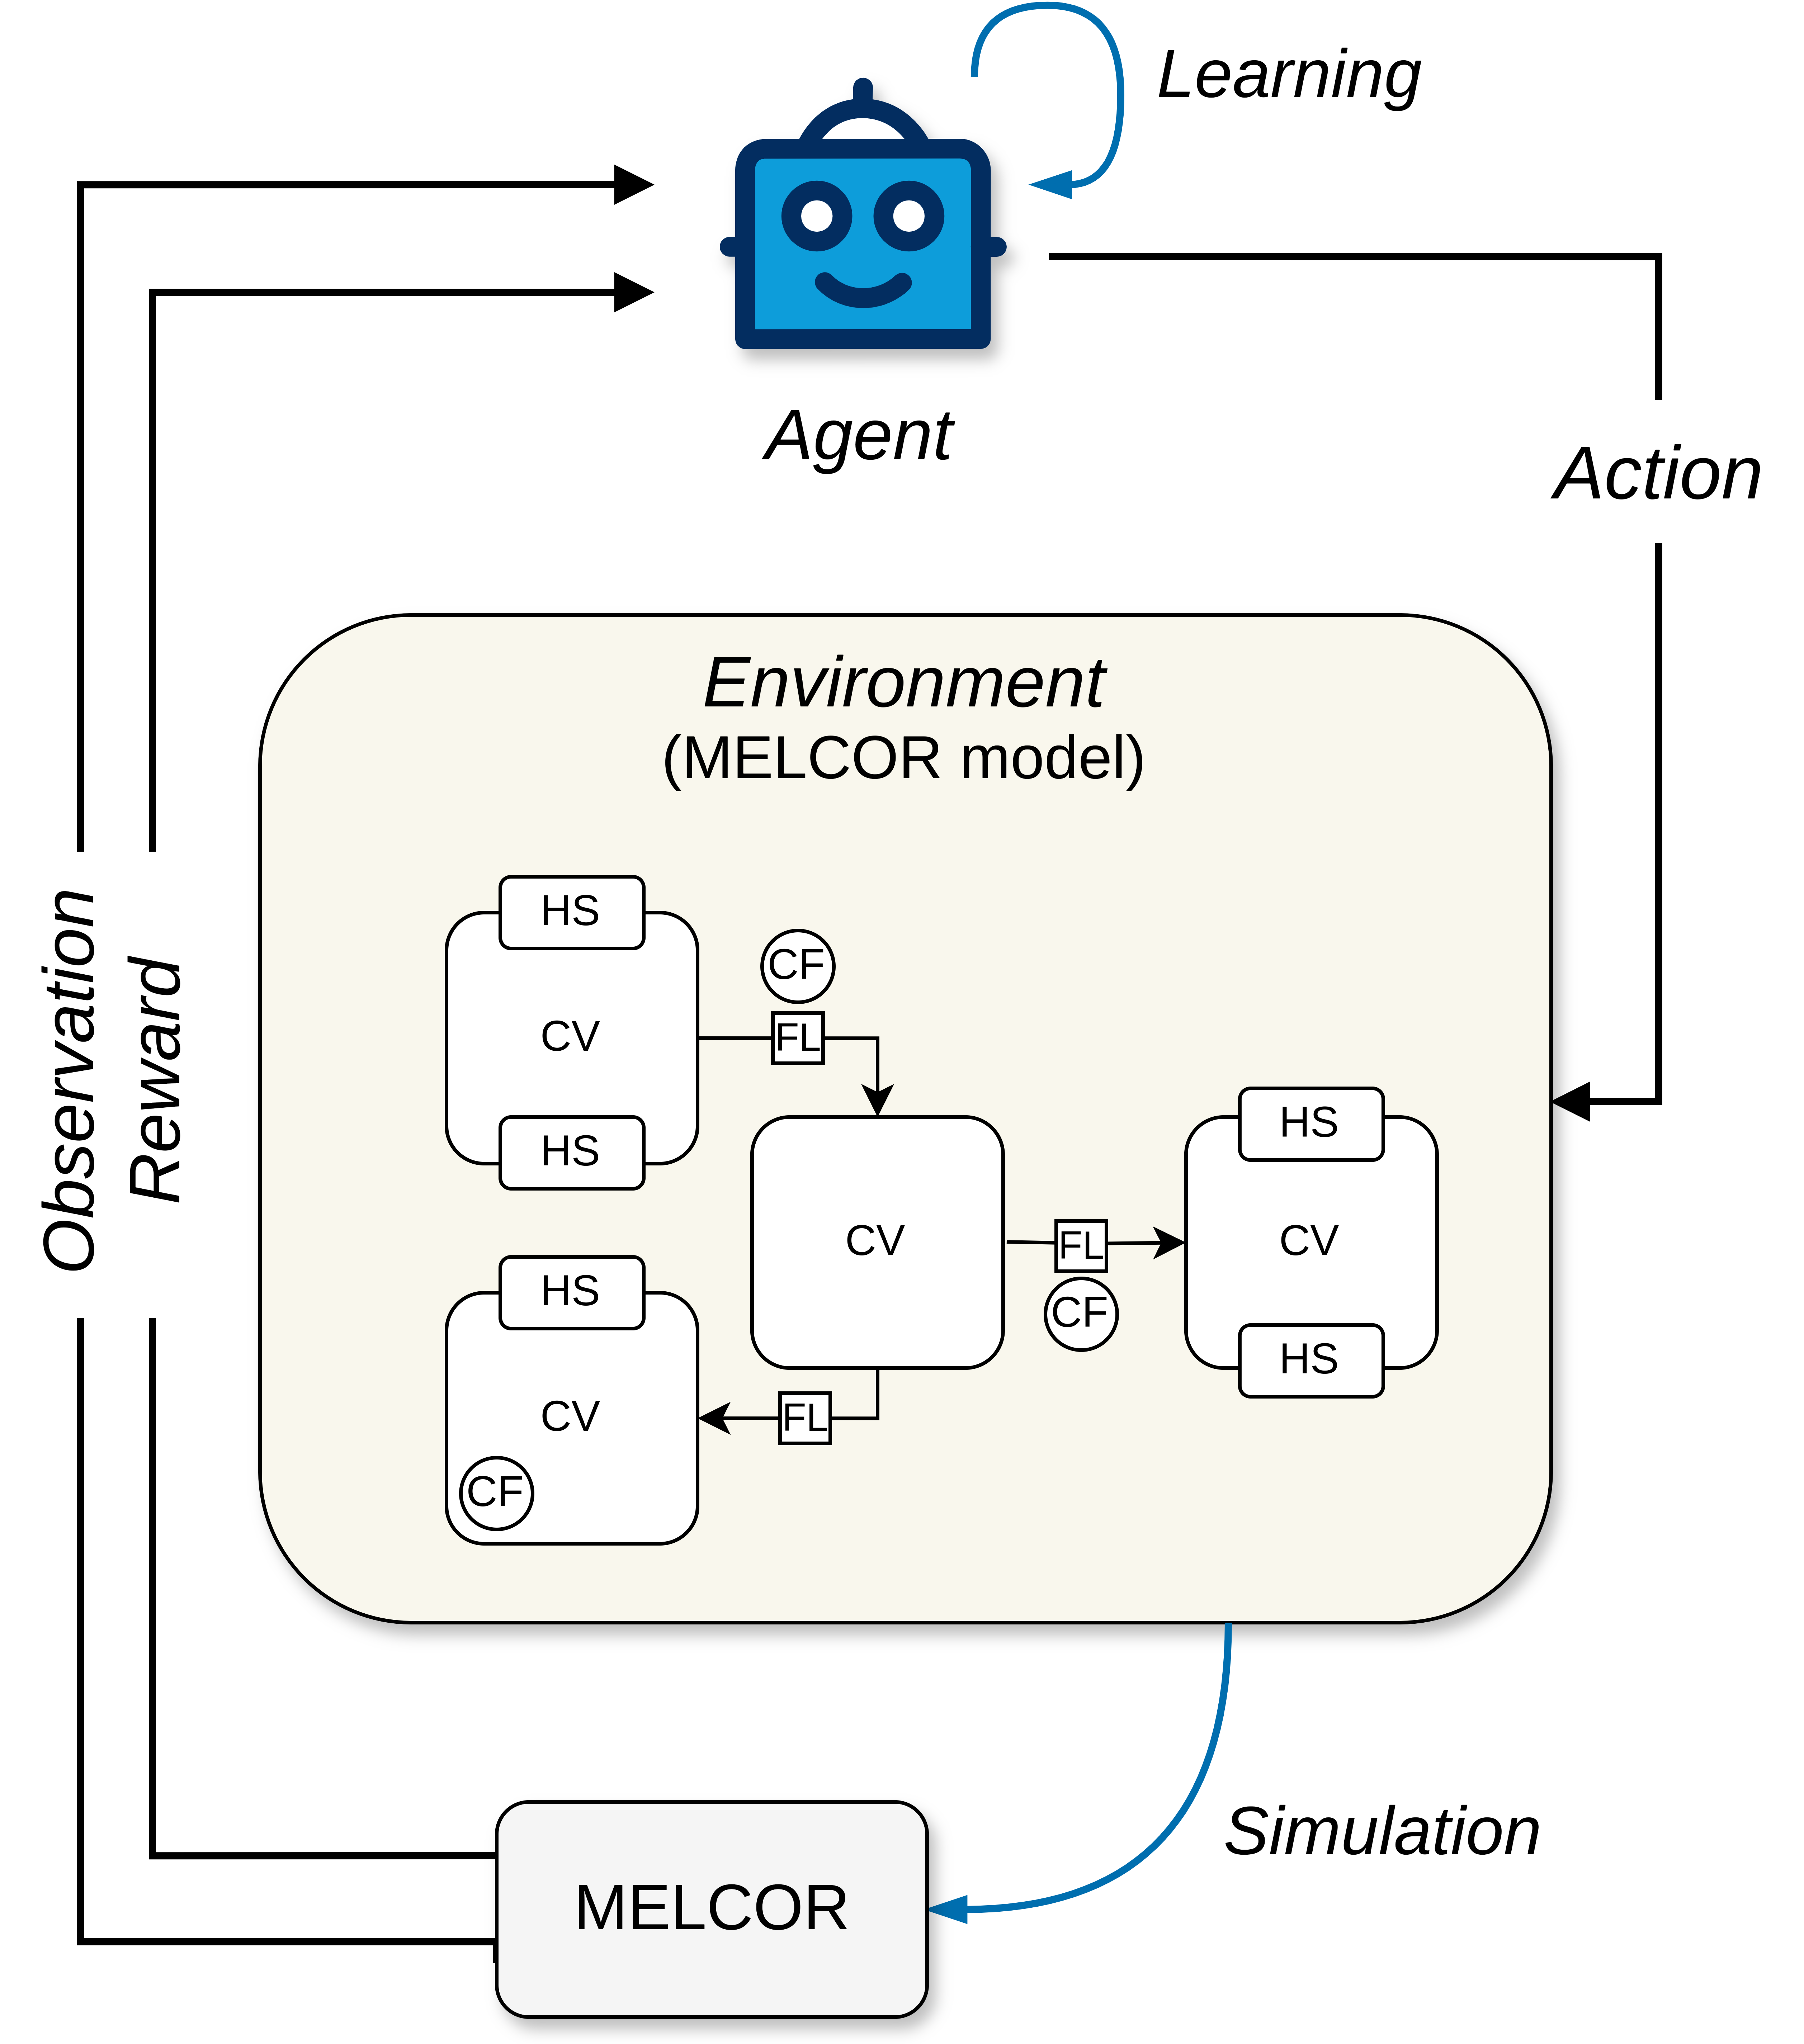 Learning
Agent
Action
Environment
(MELCOR model)
Observation
Reward
HS
CV
HS
CF
FL
HS
CV
CF
CV
FL
CF
HS
CV
HS
FL
MELCOR
Simulation